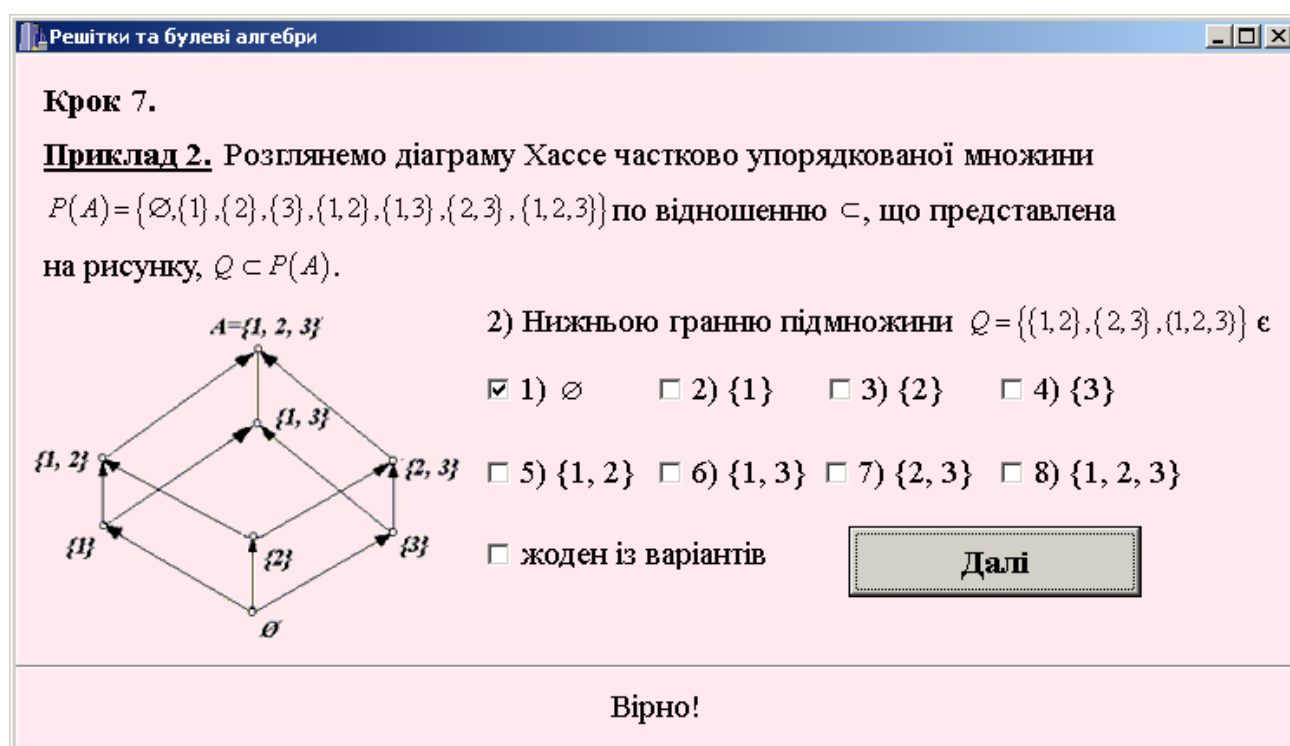 Решітки та булеві алгебри
Крок 7.
Приклад 2. Розглянемо діаграму Хассе частково упорядкованої множини
P(A)={∅,{1},{2},{3},{1,2},{1,3},{2,3},{1,2,3}} по відношенню ⊂, що представлена
на рисунку, Q⊂P(A).
2) Нижньою гранню підмножини Q={{1,2},{2,3},{1,2,3}} є
1) ∅ 2) {1} 3) {2} 4) {3}
5) {1, 2} 6) {1, 3} 7) {2, 3} 8) {1, 2, 3}
жоден із варіантів
Далі
A={1, 2, 3}
{1, 3}
{1, 2}
{2, 3}
{1}
{2}
{3}
Ø
Вірно!